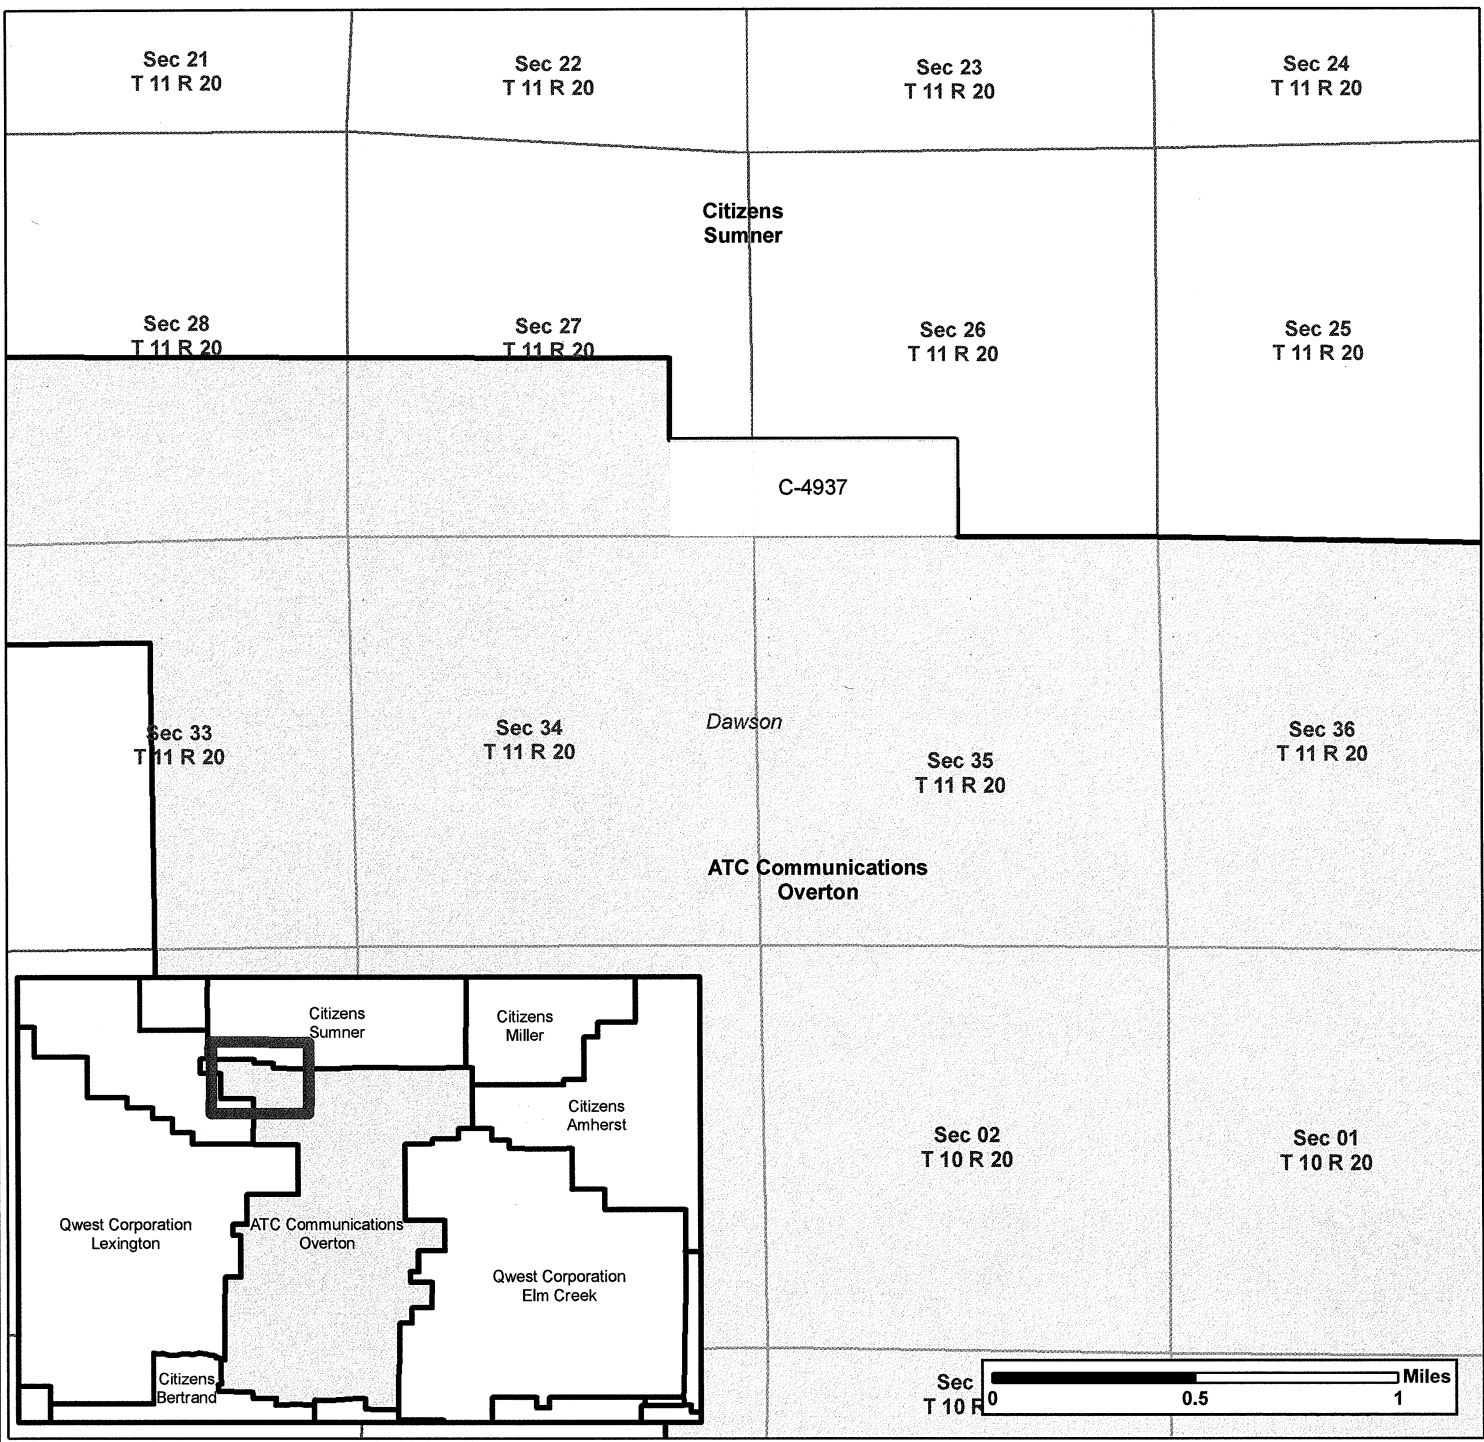 Sec 21
T 11 R 20
Sec 22
T 11 R 20
Sec 23
T 11 R 20
Sec 24
T 11 R 20
Citizens
Sumner
Sec 28
T 11 R 20
Sec 27
T 11 R 20
Sec 26
T 11 R 20
Sec 25
T 11 R 20
C-4937
Sec 33
T 11 R 20
Sec 34
T 11 R 20
Dawson
Sec 35
T 11 R 20
Sec 36
T 11 R 20
ATC Communications
Overton
Citizens
Sumner
Citizens
Miller
Citizens
Amherst
Qwest Corporation
Lexington
ATC Communications
Overton
Qwest Corporation
Elm Creek
Citizens
Bertrand
Sec 02
T 10 R 20
Sec 01
T 10 R 20
Sec
T 10 R
Miles
0 0.5 1